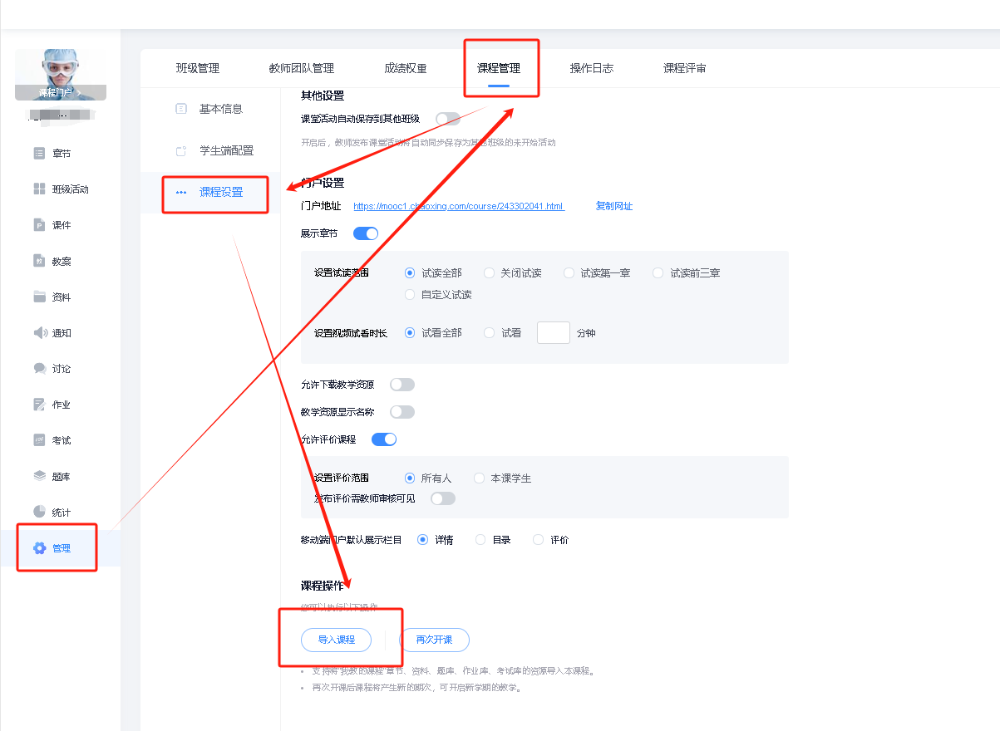 班级管理 教师团队管理 成绩权重 课程管理 操作日志 课程评审
课程门户
章节
班级活动
课件
教案
资料
通知
讨论
作业
考试
题库
统计
管理
基本信息
学生端配置
课程设置
其他设置
课堂活动自动保存到其他班级
开启后，教师发布课堂活动将自动同步保存为其他班级的未开始活动
门户设置
门户地址 https://mooc1.chaoxing.com/course/243302041.html 复制网址
展示章节
设置试读范围 试读全部 关闭试读 试读第一章 试读前三章
自定义试读
设置视频试看时长 试看全部 试看 分钟
允许下载教学资源
教学资源显示名称
允许评价课程
设置评价范围 所有人 本课学生
发布评价需教师审核可见
移动端门户默认展示栏目 详情 目录 评价
课程操作
您可以执行以下操作
导入课程 再次开课
支持将“我教的课程”章节、资料、题库、作业库、考试库的资源导入本课程。
再次开课后课程将产生新的期次，可开启新学期的教学。